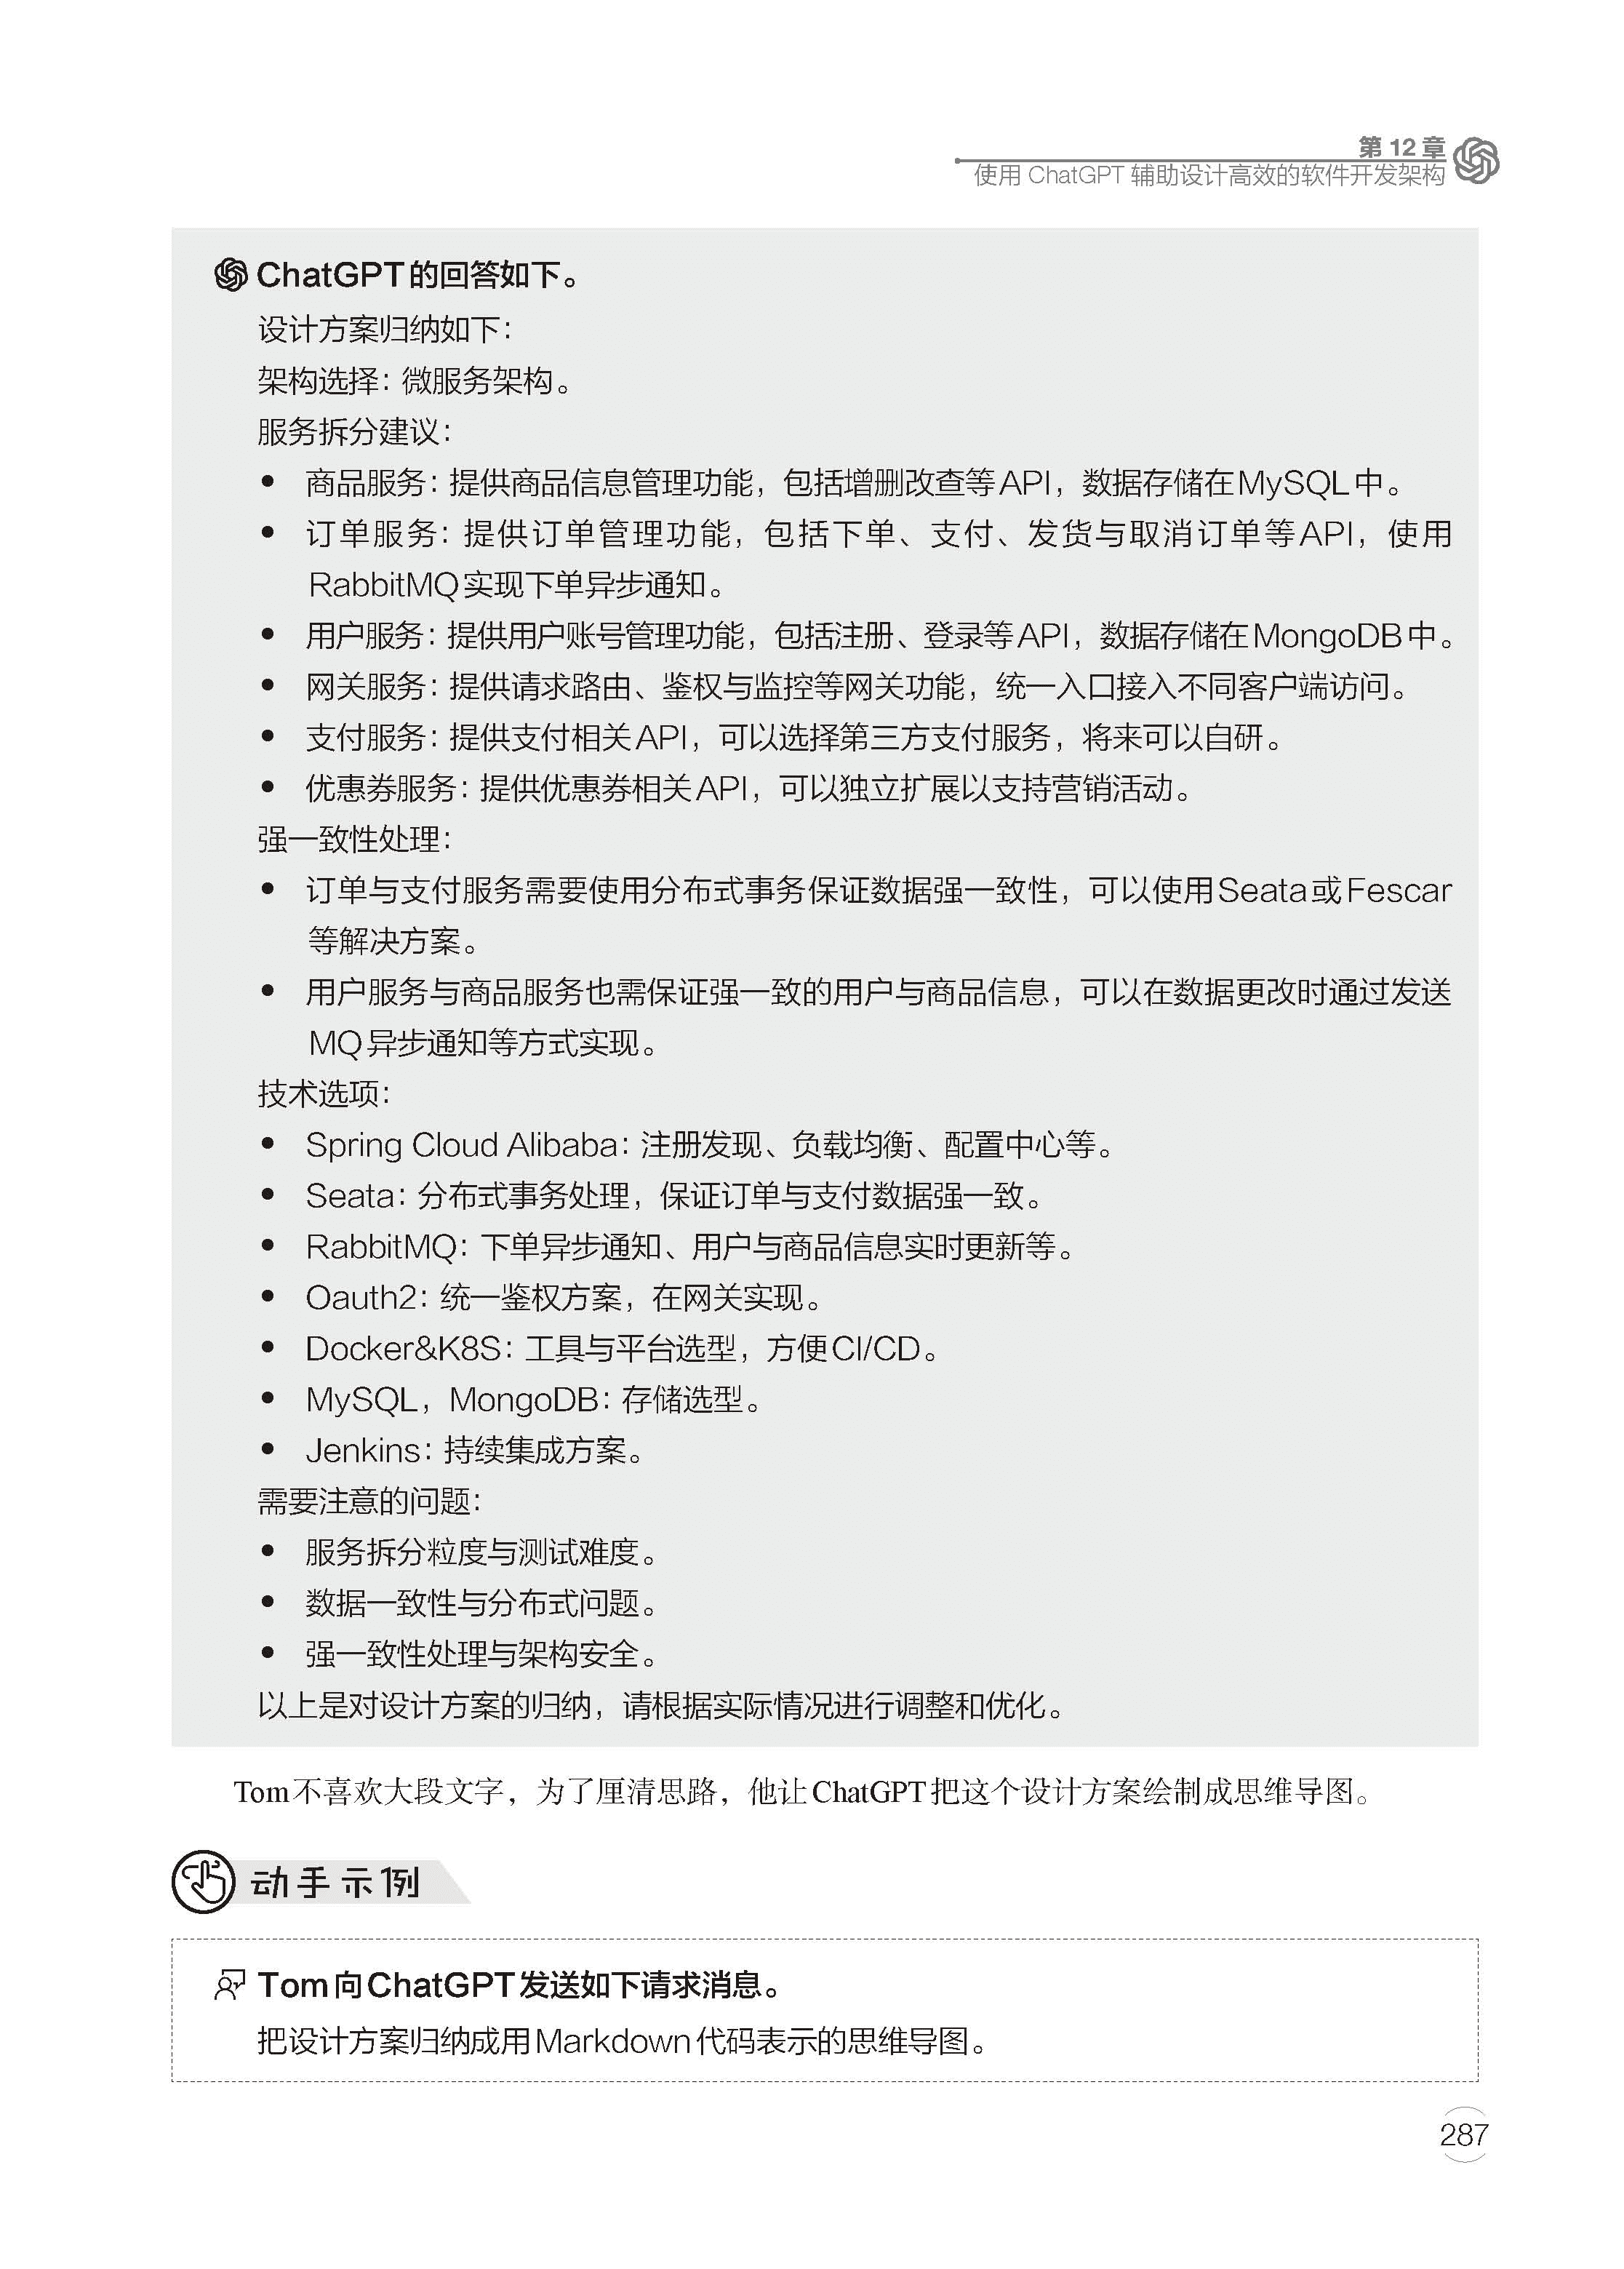 第 12 章
使用 ChatGPT 辅助设计高效的软件开发架构
ChatGPT的回答如下。
设计方案归纳如下：
架构选择：微服务架构。
服务拆分建议：
● 商品服务：提供商品信息管理功能，包括增删改查等API，数据存储在MySQL中。
● 订单服务：提供订单管理功能，包括下单、支付、发货与取消订单等API，使用
RabbitMQ实现下单异步通知。
● 用户服务：提供用户账号管理功能，包括注册、登录等API，数据存储在MongoDB中。
● 网关服务：提供请求路由、鉴权与监控等网关功能，统一入口接入不同客户端访问。
● 支付服务：提供支付相关API，可以选择第三方支付服务，将来可以自研。
● 优惠券服务：提供优惠券相关API，可以独立扩展以支持营销活动。
强一致性处理：
● 订单与支付服务需要使用分布式事务保证数据强一致性，可以使用Seata或Fescar
等解决方案。
● 用户服务与商品服务也需保证强一致的用户与商品信息，可以在数据更改时通过发送
MQ异步通知等方式实现。
技术选项：
● Spring Cloud Alibaba：注册发现、负载均衡、配置中心等。
● Seata：分布式事务处理，保证订单与支付数据强一致。
● RabbitMQ：下单异步通知、用户与商品信息实时更新等。
● Oauth2：统一鉴权方案，在网关实现。
● Docker&K8S：工具与平台选型，方便CI/CD。
● MySQL，MongoDB：存储选型。
● Jenkins：持续集成方案。
需要注意的问题：
● 服务拆分粒度与测试难度。
● 数据一致性与分布式问题。
● 强一致性处理与架构安全。
以上是对设计方案的归纳，请根据实际情况进行调整和优化。
Tom不喜欢大段文字，为了厘清思路，他让ChatGPT把这个设计方案绘制成思维导图。
动手示例
Tom向ChatGPT发送如下请求消息。
把设计方案归纳成用Markdown代码表示的思维导图。
287